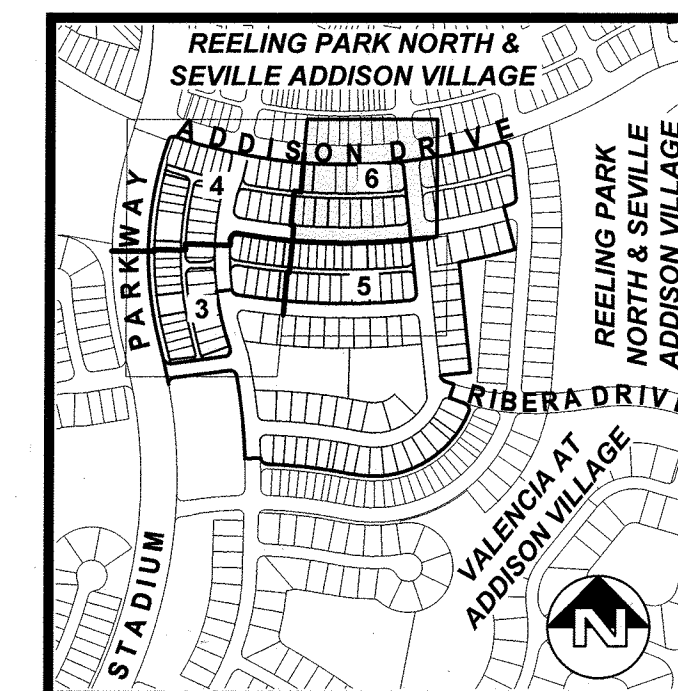 REELING PARK NORTH &
SEVILLE ADDISON VILLAGE
ADDISON DRIVE
6
4
5
3
PARKWAY
STADIUM
REELING PARK
NORTH & SEVILLE
ADDISON VILLAGE
RIBERA DRIV
VALENCIA AT
ADDISON VILLAGE
N